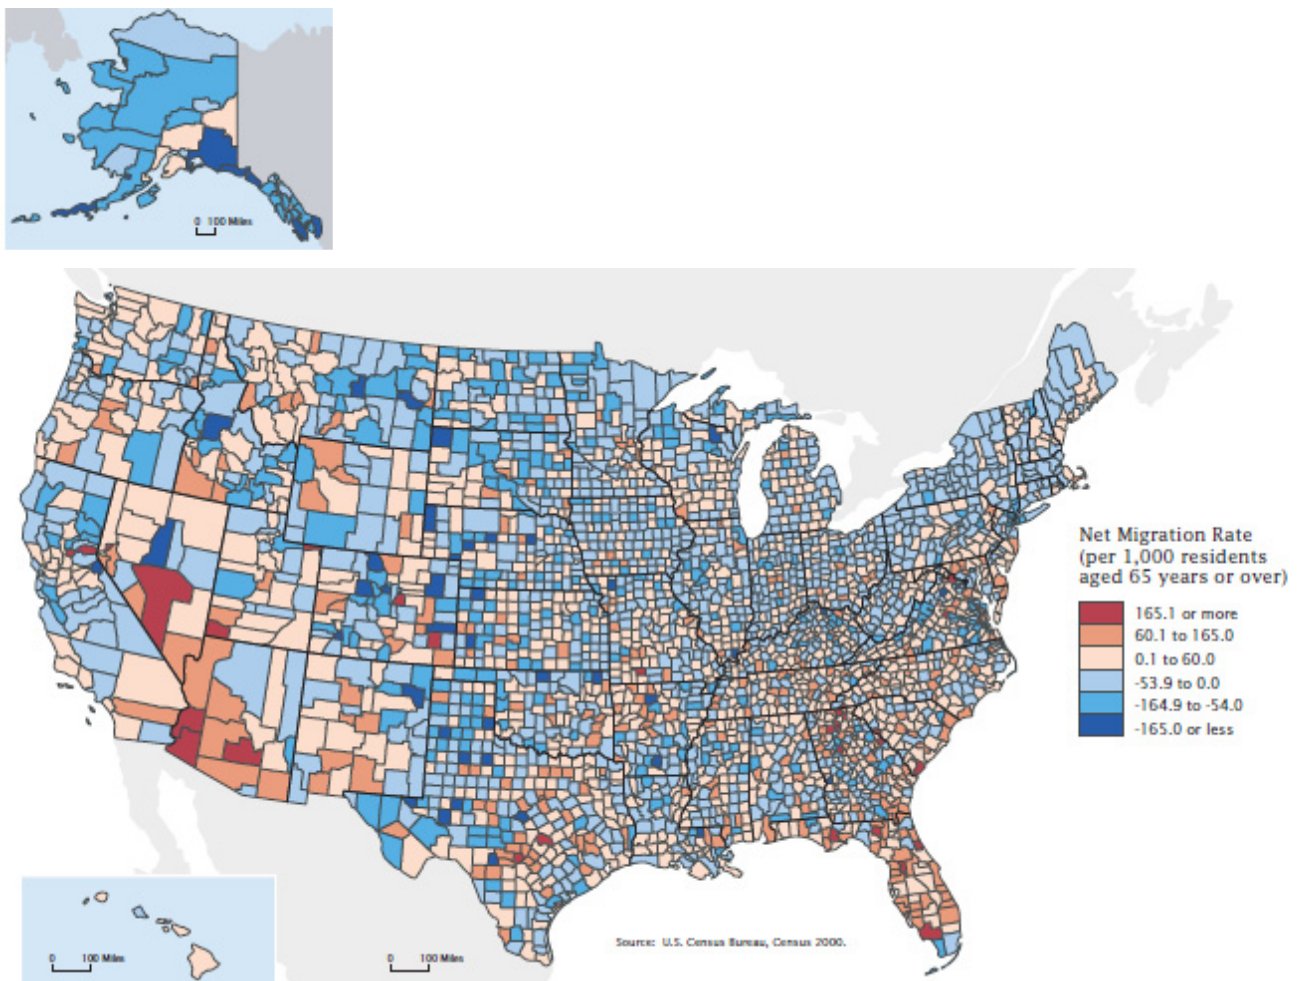 0 100 Miles
Net Migration Rate
(per 1,000 residents
aged 65 years or over)
165.1 or more
60.1 to 165.0
0.1 to 60.0
-53.9 to 0.0
-164.9 to -54.0
-165.0 or less
Source: U.S. Census Bureau, Census 2000.
0 100 Miles
0 100 Miles